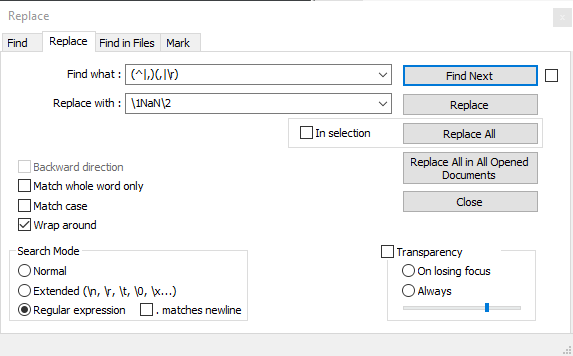 Replace
x
Find
Replace
Find in Files
Mark
Find what :
(^|,)(,|\r)
Find Next
Replace with :
\1NaN\2
Replace
In selection
Replace All
Replace All in All Opened
Documents
Close
Backward direction
Match whole word only
Match case
Wrap around
Search Mode
Normal
Extended (\n, \r, \t, \0, \x...)
Regular expression
. matches newline
Transparency
On losing focus
Always